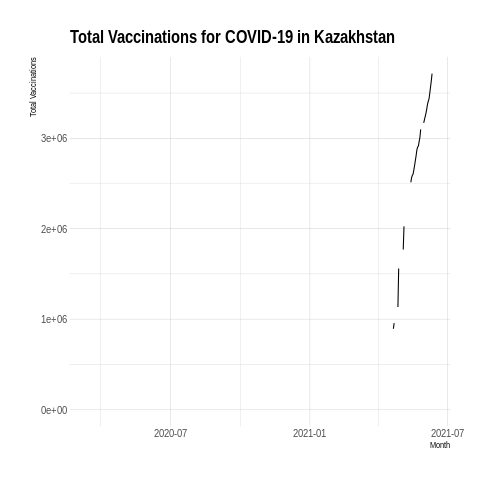 Total Vaccinations for COVID-19 in Kazakhstan
Total Vaccinations
3e+06
2e+06
1e+06
0e+00
2020-07 2021-01 2021-07
Month